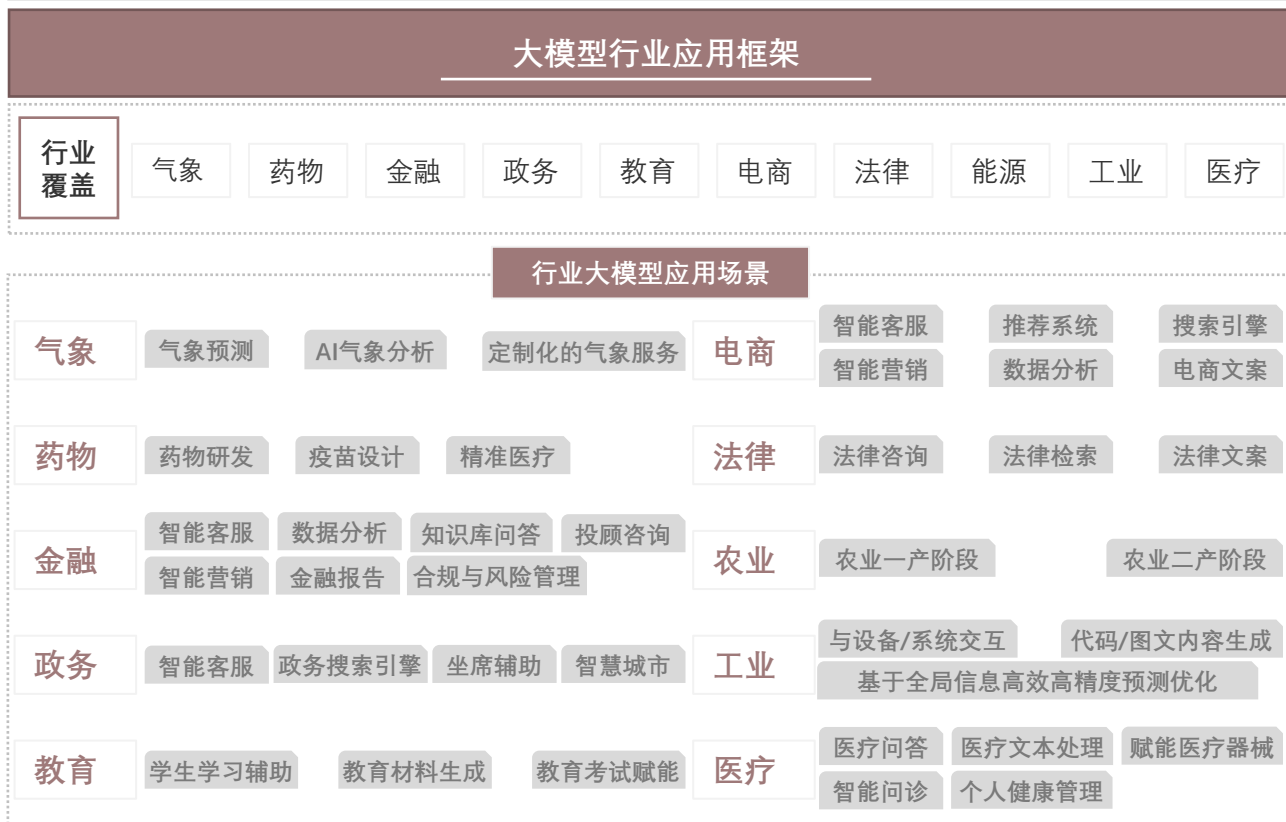 大模型行业应用框架
行业
覆盖
气象 药物 金融 政务 教育 电商 法律 能源 工业 医疗
行业大模型应用场景
气象
气象预测 AI气象分析 定制化的气象服务
药物
药物研发 疫苗设计 精准医疗
金融
智能客服 数据分析 知识库问答 投顾咨询
智能营销 金融报告 合规与风险管理
政务
智能客服 政务搜索引擎 坐席辅助 智慧城市
教育
学生学习辅助 教育材料生成 教育考试赋能
电商
智能客服 推荐系统 搜索引擎
智能营销 数据分析 电商文案
法律
法律咨询 法律检索 法律文案
农业
农业一产阶段 农业二产阶段
工业
与设备/系统交互 代码/图文内容生成
基于全局信息高效高精度预测优化
医疗
医疗问答 医疗文本处理 赋能医疗器械
智能问诊 个人健康管理